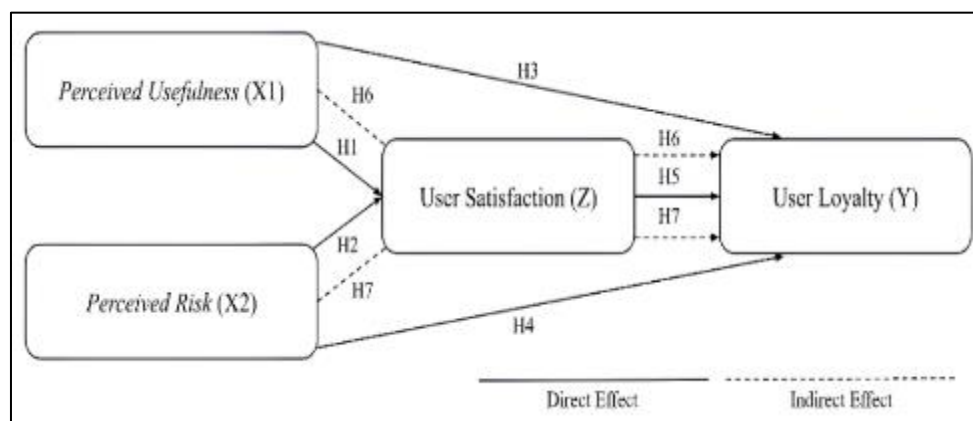 H3
Perceived Usefulness (X1)
H6
H1
H6
User Satisfaction (Z)
H5
User Loyalty (Y)
H7
H2
H7
Perceived Risk (X2)
H4
Direct Effect
Indirect Effect